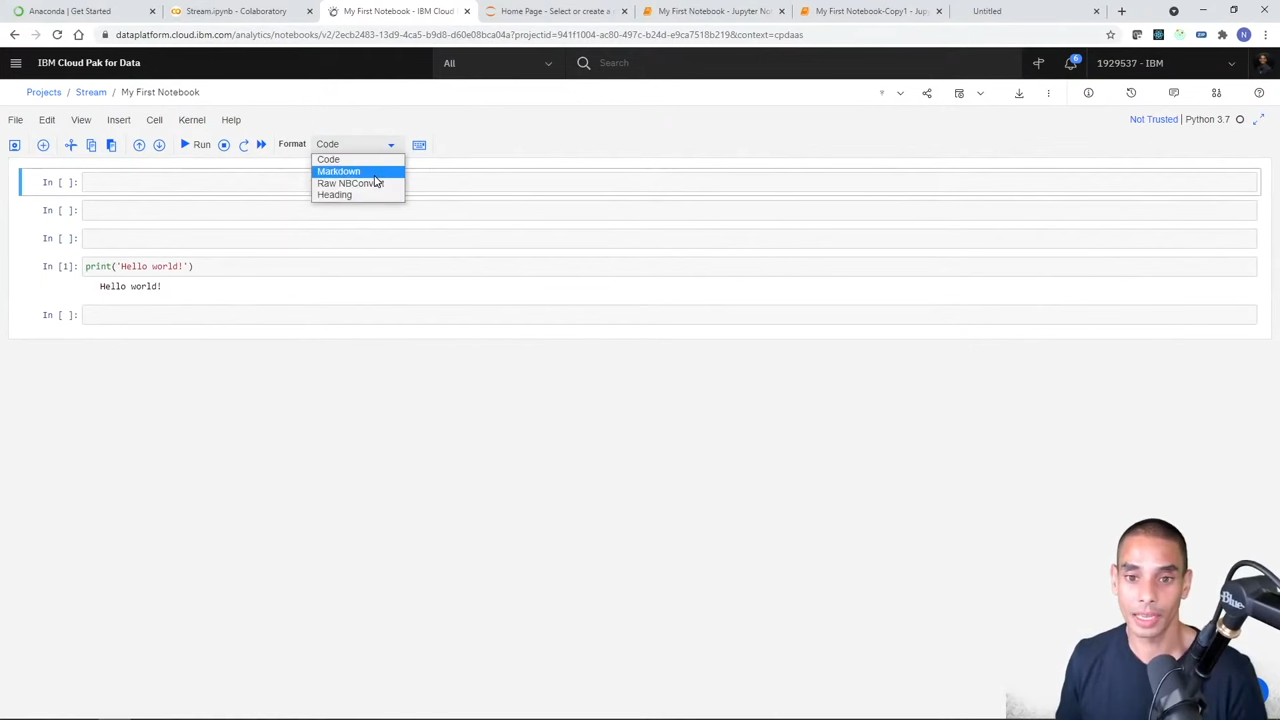 Anaconda | Get Started
Stream.ipynb - Colaboratory
My First Notebook - IBM Cloud
Home Page - Select or create a
My First Notebook - Jupyter Not
My First Notebook-Copy1 - Jup
Untitled
dataplatform.cloud.ibm.com/analytics/notebooks/v2/2ecb2483-13d9-4ca5-b9d8-d60e08bca04a?projectid=941f1004-ac80-497c-b24d-e9ca7518b219&context=cpdaas
N
IBM Cloud Pak for Data
All
Search
6
1929537 - IBM
Projects
Stream
My First Notebook
File Edit View Insert Cell Kernel Help
Not Trusted | Python 3.7
Run
Format
Code
Code
Markdown
Raw NBConvert
Heading
In [ ]:
In [ ]:
In [ ]:
In [1]: print('Hello world!')
Hello world!
In [ ]:
Blue